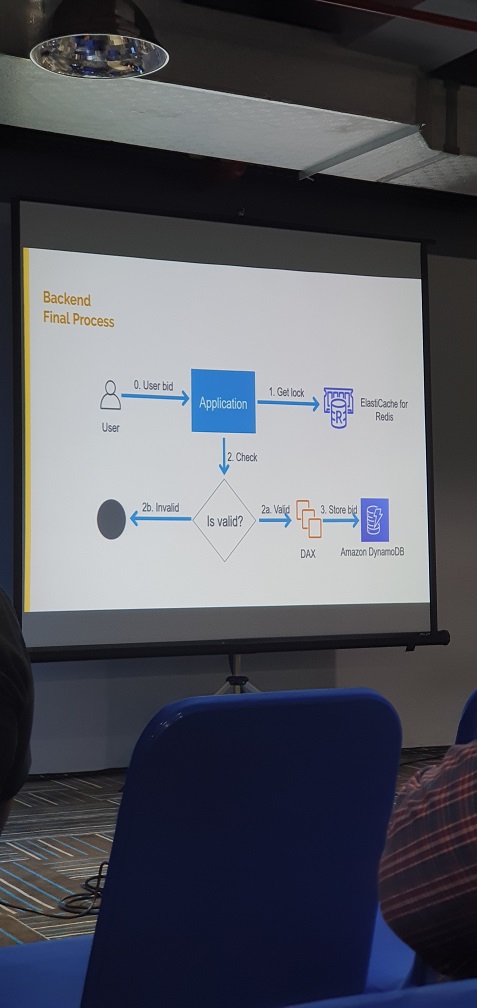 Backend
Final Process
0. User bid
User
Application
1. Get lock
R
ElastiCache for
Redis
2. Check
2b. Invalid
Is valid?
2a. Valid
DAX
3. Store bid
Amazon DynamoDB